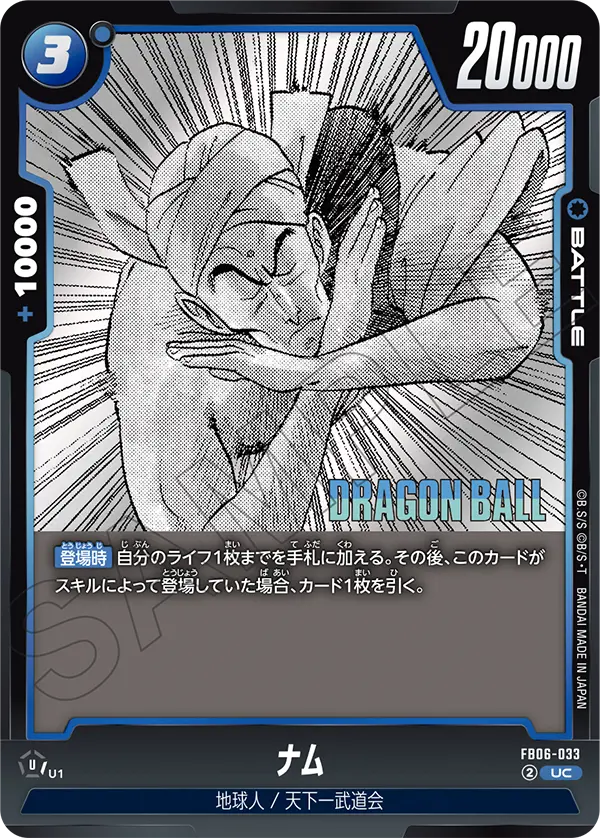 3
20000
+ 10000
BATTLE
DRAGON BALL
登場時 自分のライフ1枚までを手札に加える。その後、このカードが
スキルによって登場していた場合、カード1枚を引く。
SAMPLE
©B.S/S ©B/S・T BANDAI MADE IN JAPAN
U/U1
ナム
FB06-033
② UC
地球人 / 天下一武道会